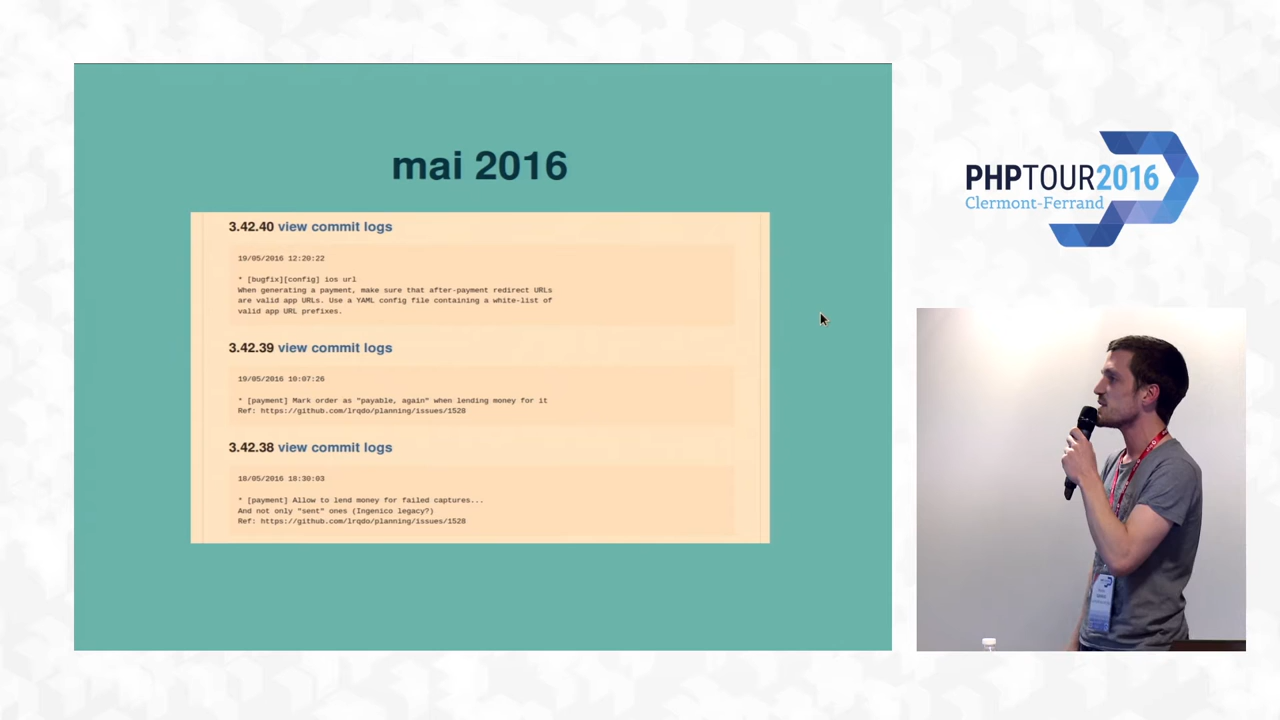 mai 2016
3.42.40 view commit logs
19/05/2016 12:20:22
* [bugfix][config] ios url
When generating a payment, make sure that after-payment redirect URLs
are valid app URLs. Use a YAML config file containing a white-list of
valid app URL prefixes.
3.42.39 view commit logs
19/05/2016 10:07:26
* [payment] Mark order as "payable, again" when lending money for it
Ref: https://github.com/lrqdo/planning/issues/1528
3.42.38 view commit logs
18/05/2016 18:30:03
* [payment] Allow to lend money for failed captures...
And not only "sent" ones (Ingenico legacy?)
Ref: https://github.com/lrqdo/planning/issues/1528
PHPTOUR2016
Clermont-Ferrand